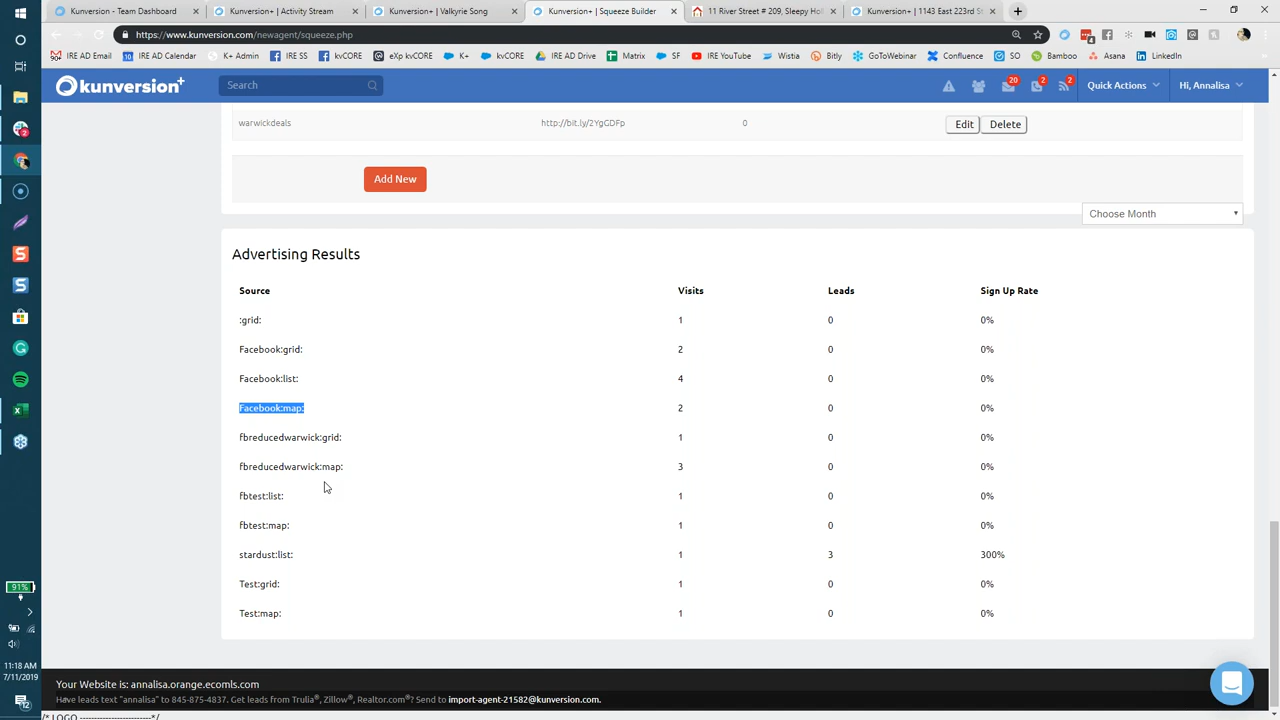 Kunversion - Team Dashboard
Kunversion+ | Activity Stream
Kunversion+ | Valkyrie Song
Kunversion+ | Squeeze Builder
11 River Street # 209, Sleepy Ho
Kunversion+ | 1143 East 223rd S
https://www.kunversion.com/newagent/squeeze.php
IRE AD Email
IRE AD Calendar
K+ Admin
IRE SS
kvCORE
eXp kvCORE
K+
kvCORE
IRE AD Drive
Matrix
SF
IRE YouTube
Wistia
Bitly
GoToWebinar
Confluence
SO
Bamboo
Asana
LinkedIn
kunversion+
Search
20
2
2
Quick Actions
Hi, Annalisa
warwickdeals http://bit.ly/2YgGDFp 0 Edit Delete
Add New
Choose Month
Advertising Results
Source Visits Leads Sign Up Rate
:grid: 1 0 0%
Facebook:grid: 2 0 0%
Facebook:list: 4 0 0%
Facebook:map: 2 0 0%
fbreducedwarwick:grid: 1 0 0%
fbreducedwarwick:map: 3 0 0%
fbtest:list: 1 0 0%
fbtest:map: 1 0 0%
stardust:list: 1 3 300%
Test:grid: 1 0 0%
Test:map: 1 0 0%
91%
11:18 AM
7/11/2019
Your Website is: annalisa.orange.ecomls.com
Have leads text "annalisa" to 845-875-4837. Get leads from Trulia®, Zillow®, Realtor.com®? Send to import-agent-21582@kunversion.com.
/* LOGO -------------------------*/